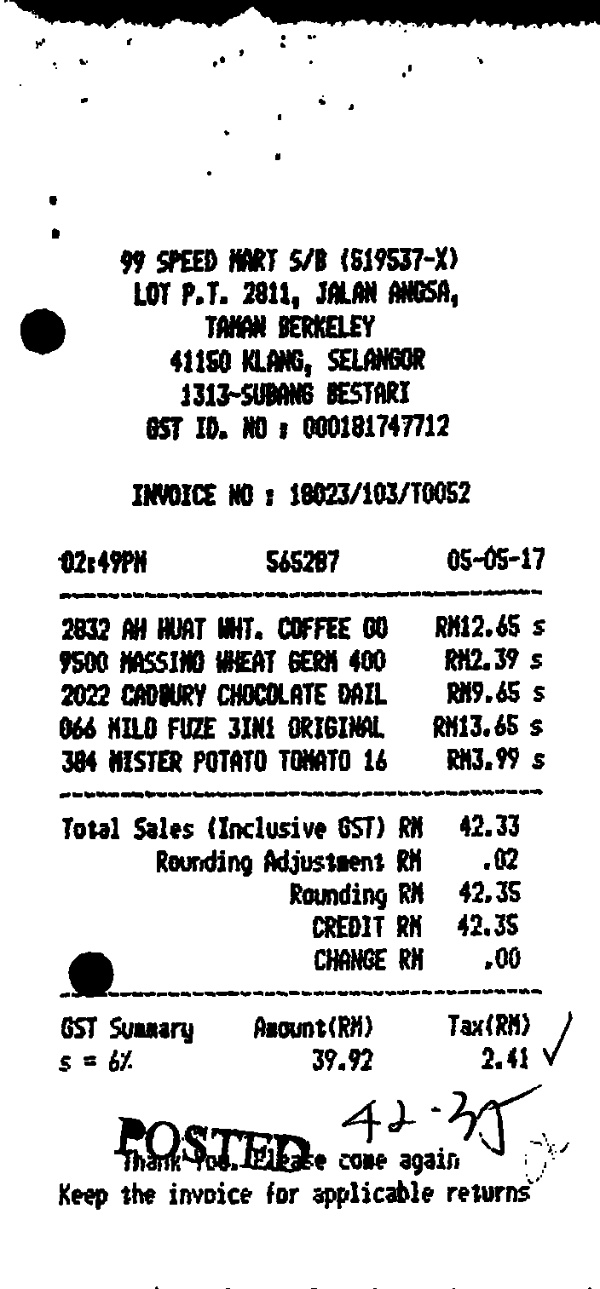 99 SPEED MART S/B (519537-X)
LOT P.T. 2811, JALAN ANGSA,
TAMAN BERKELEY
41150 KLANG, SELANGOR
1313-SUBANG BESTARI
GST ID. NO : 000181747712
INVOICE NO : 18023/103/T0052
02:49PM 565287 05-05-17
2832 AH HUAT WHT. COFFEE GO RM12.65 s
9500 MASSIMO WHEAT GERM 400 RM2.39 s
2022 CADBURY CHOCOLATE DAIL RM9.65 s
066 MILO FUZE 3IN1 ORIGINAL RM13.65 s
384 MISTER POTATO TOMATO 16 RM3.99 s
Total Sales (Inclusive GST) RM 42.33
Rounding Adjustment RM .02
Rounding RM 42.35
CREDIT RM 42.35
CHANGE RM .00
GST Summary Amount(RM) Tax(RM)
s = 6% 39.92 2.41
42.35
POSTED
Thank You. Please come again
Keep the invoice for applicable returns